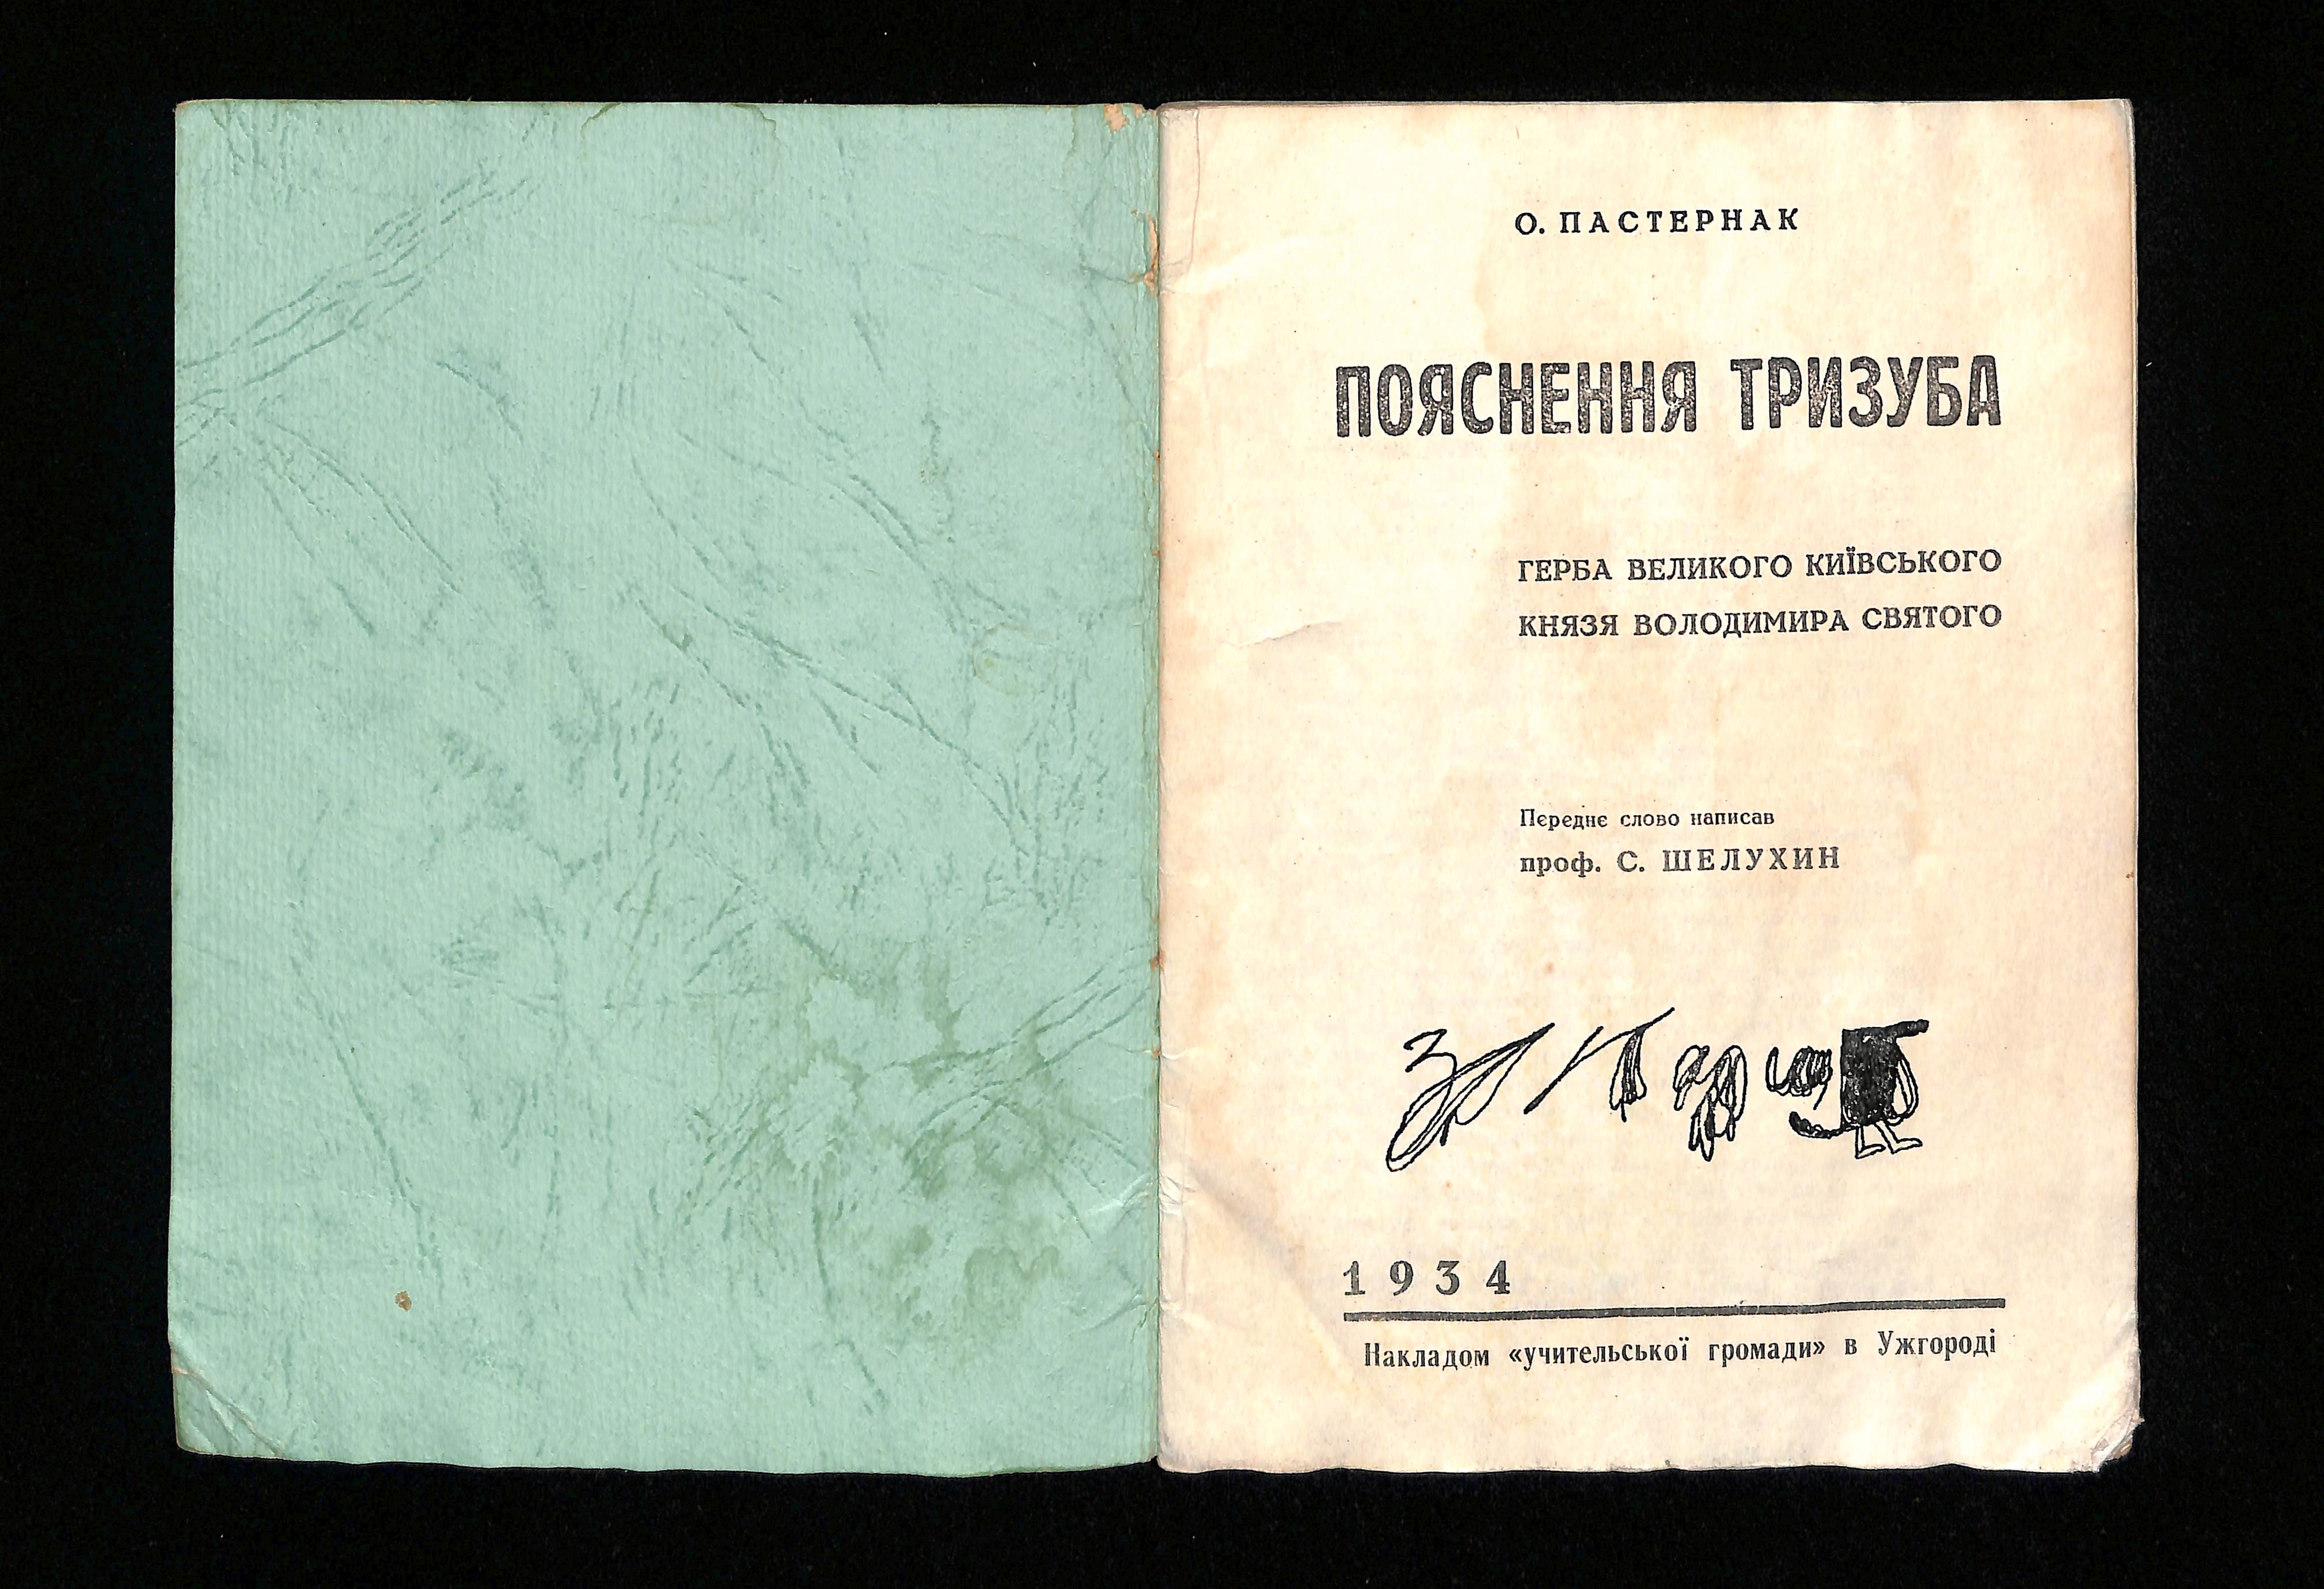 О. ПАСТЕРНАК
ПОЯСНЕННЯ ТРИЗУБА
ГЕРБА ВЕЛИКОГО КИЇВСЬКОГО
КНЯЗЯ ВОЛОДИМИРА СВЯТОГО
Переднє слово написав
проф. С. ШЕЛУХИН
1934
Накладом «учительської громади» в Ужгороді